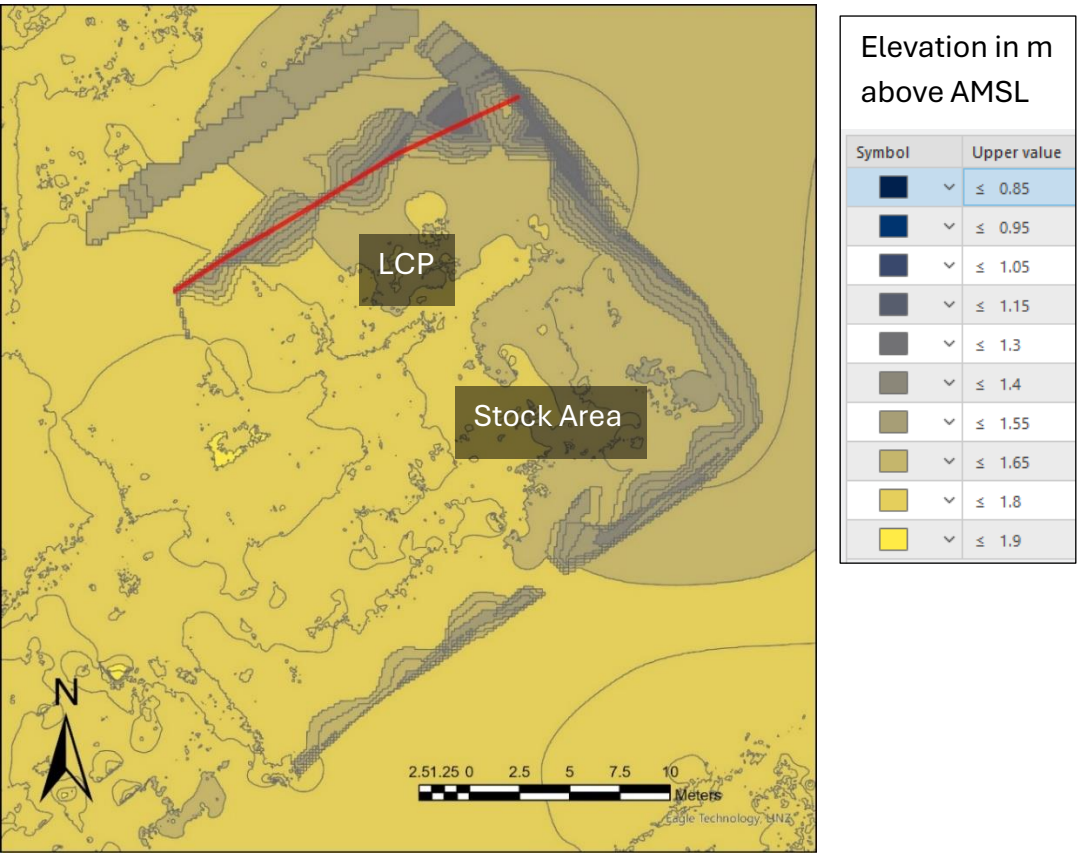 Elevation in m
above AMSL
Symbol Upper value
≤ 0.85
≤ 0.95
≤ 1.05
≤ 1.15
≤ 1.3
≤ 1.4
≤ 1.55
≤ 1.65
≤ 1.8
≤ 1.9
LCP
Stock Area
N
2.51.25 0 2.5 5 7.5 10
Meters
Eagle Technology, LINZ